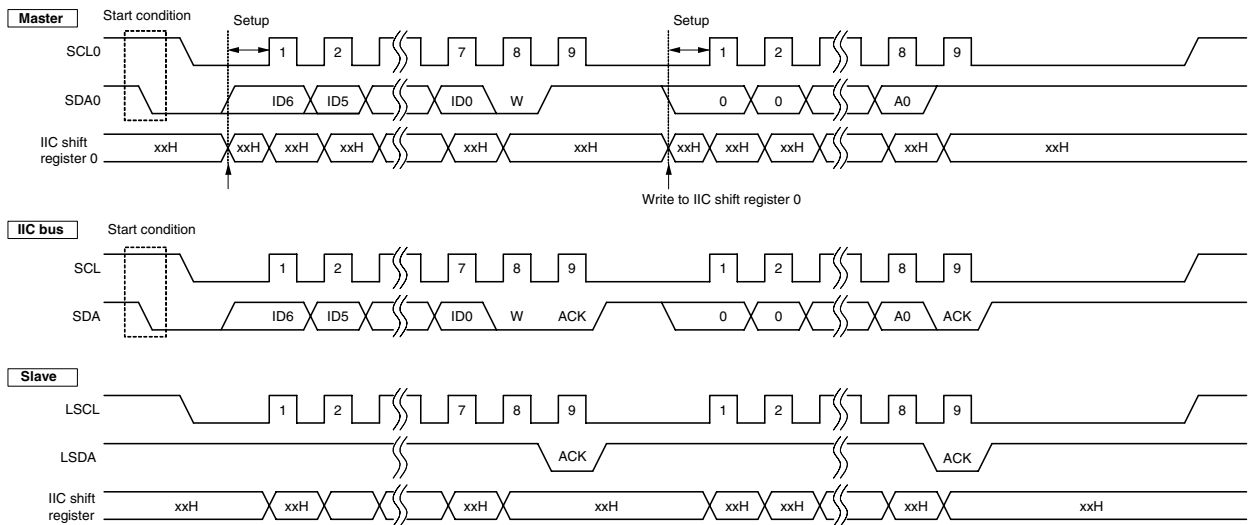 Master Start condition
Setup Setup
SCL0 1 2 7 8 9 1 2 8 9
SDA0 ID6 ID5 ID0 W 0 0 A0
IIC shift
register 0
xxH xxH xxH xxH xxH xxH xxH xxH xxH xxH xxH
Write to IIC shift register 0
IIC bus Start condition
SCL 1 2 7 8 9 1 2 8 9
SDA ID6 ID5 ID0 W ACK 0 0 A0 ACK
Slave
LSCL 1 2 7 8 9 1 2 8 9
LSDA ACK ACK
IIC shift
register
xxH xxH xxH xxH xxH xxH xxH xxH